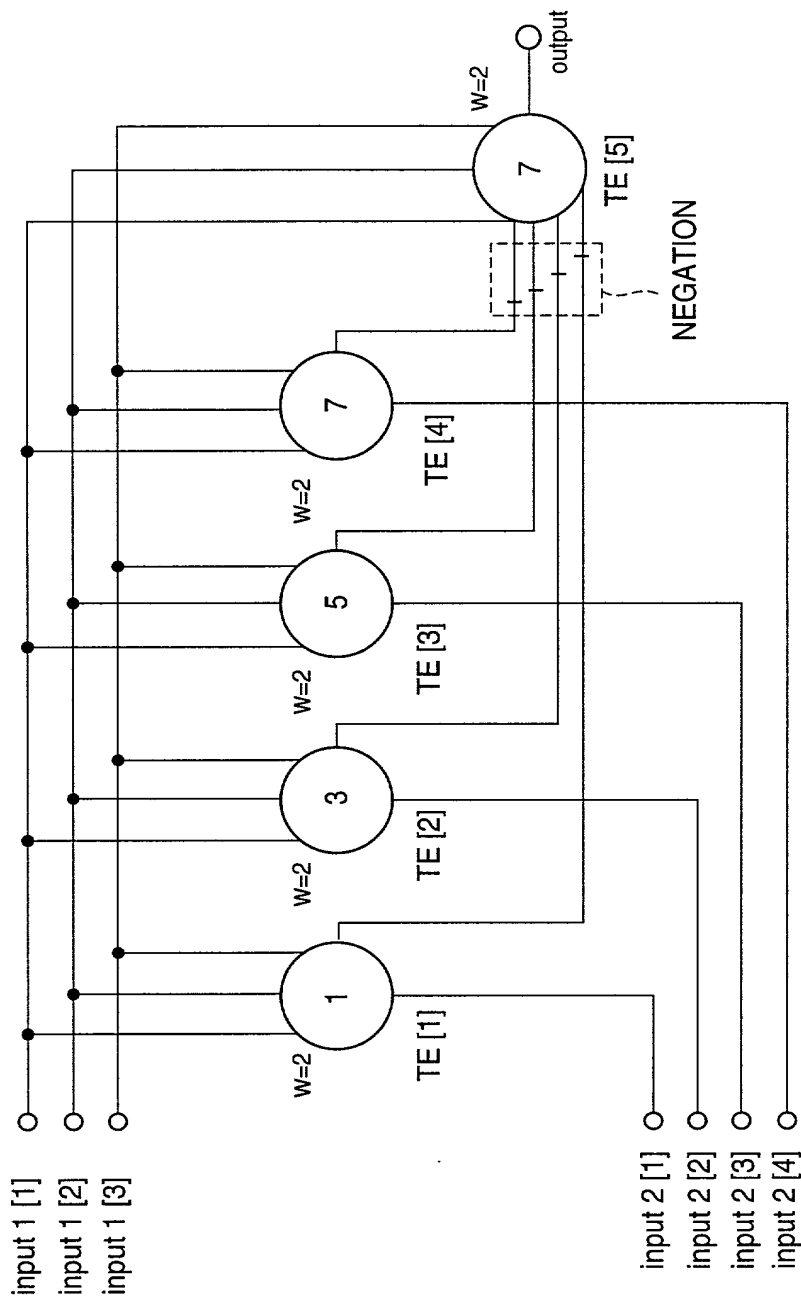 input 1 [1]
input 1 [2]
input 1 [3]
W=2
1
TE [1]
W=2
3
TE [2]
W=2
5
TE [3]
W=2
7
TE [4]
W=2
7
TE [5]
output
NEGATION
input 2 [1]
input 2 [2]
input 2 [3]
input 2 [4]